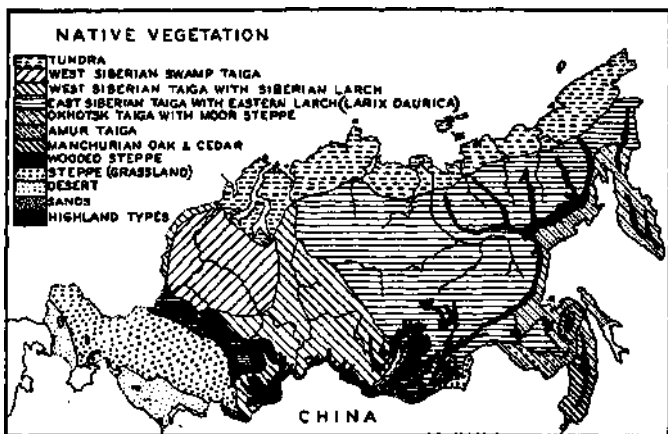 NATIVE VEGETATION
TUNDRA
WEST SIBERIAN SWAMP TAIGA
WEST SIBERIAN TAIGA WITH SIBERIAN LARCH
EAST SIBERIAN TAIGA WITH EASTERN LARCH (LARIX DAURICA)
OKHOTSK TAIGA WITH MOOR STEPPE
AMUR TAIGA
MANCHURIAN OAK & CEDAR
WOODED STEPPE
STEPPE (GRASSLAND)
DESERT
SANDS
HIGHLAND TYPES
CHINA